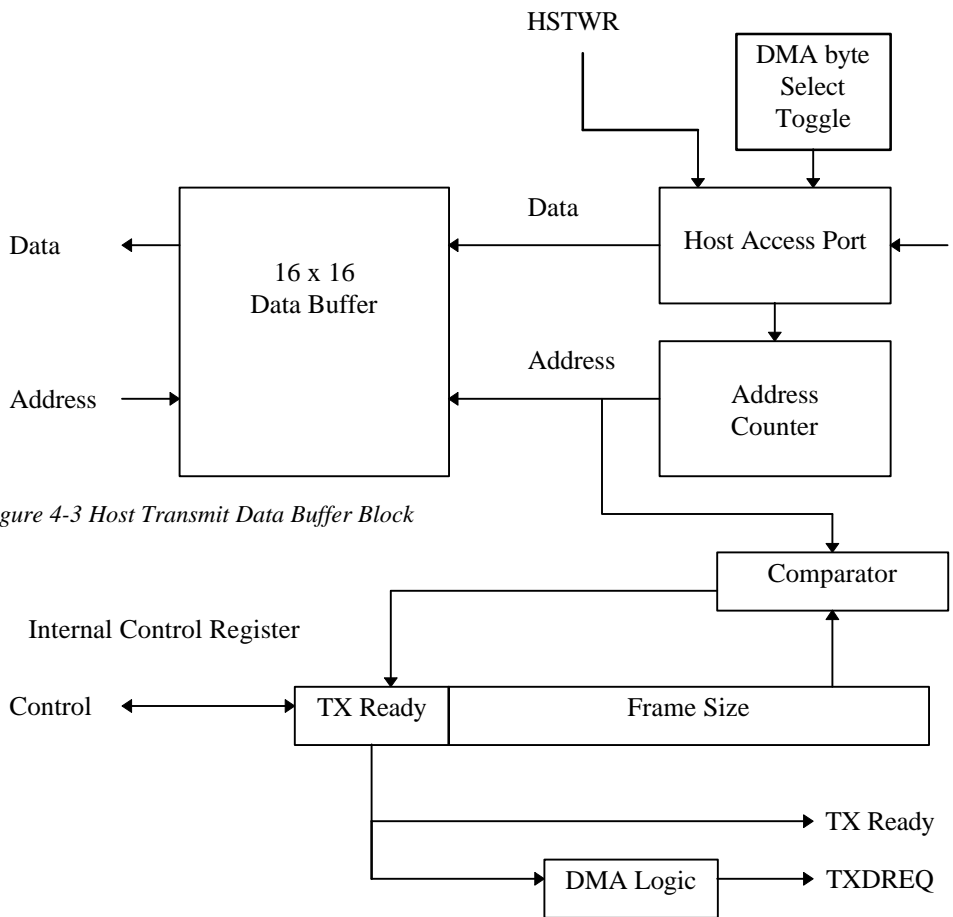 HSTWR
DMA byte
Select
Toggle
Data
Data
Host Access Port
16 x 16
Data Buffer
Address
Address
Address
Counter
gure 4-3 Host Transmit Data Buffer Block
Comparator
Internal Control Register
Control
TX Ready
Frame Size
TX Ready
DMA Logic
TXDREQ